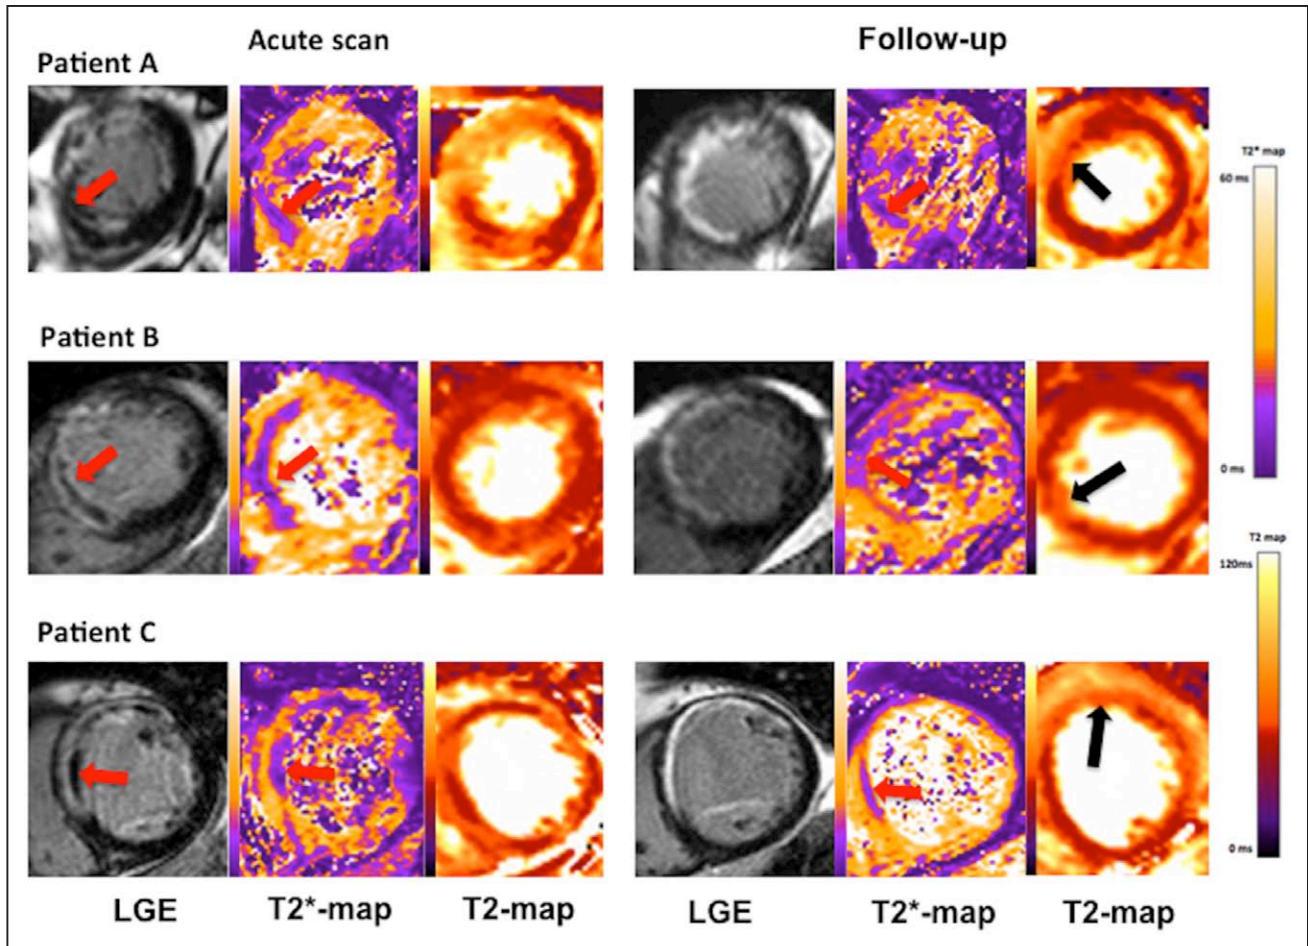 Acute scan
Follow-up
Patient A
T2* map
60 ms
0 ms
Patient B
T2 map
120ms
0 ms
Patient C
LGE
T2*-map
T2-map
LGE
T2*-map
T2-map